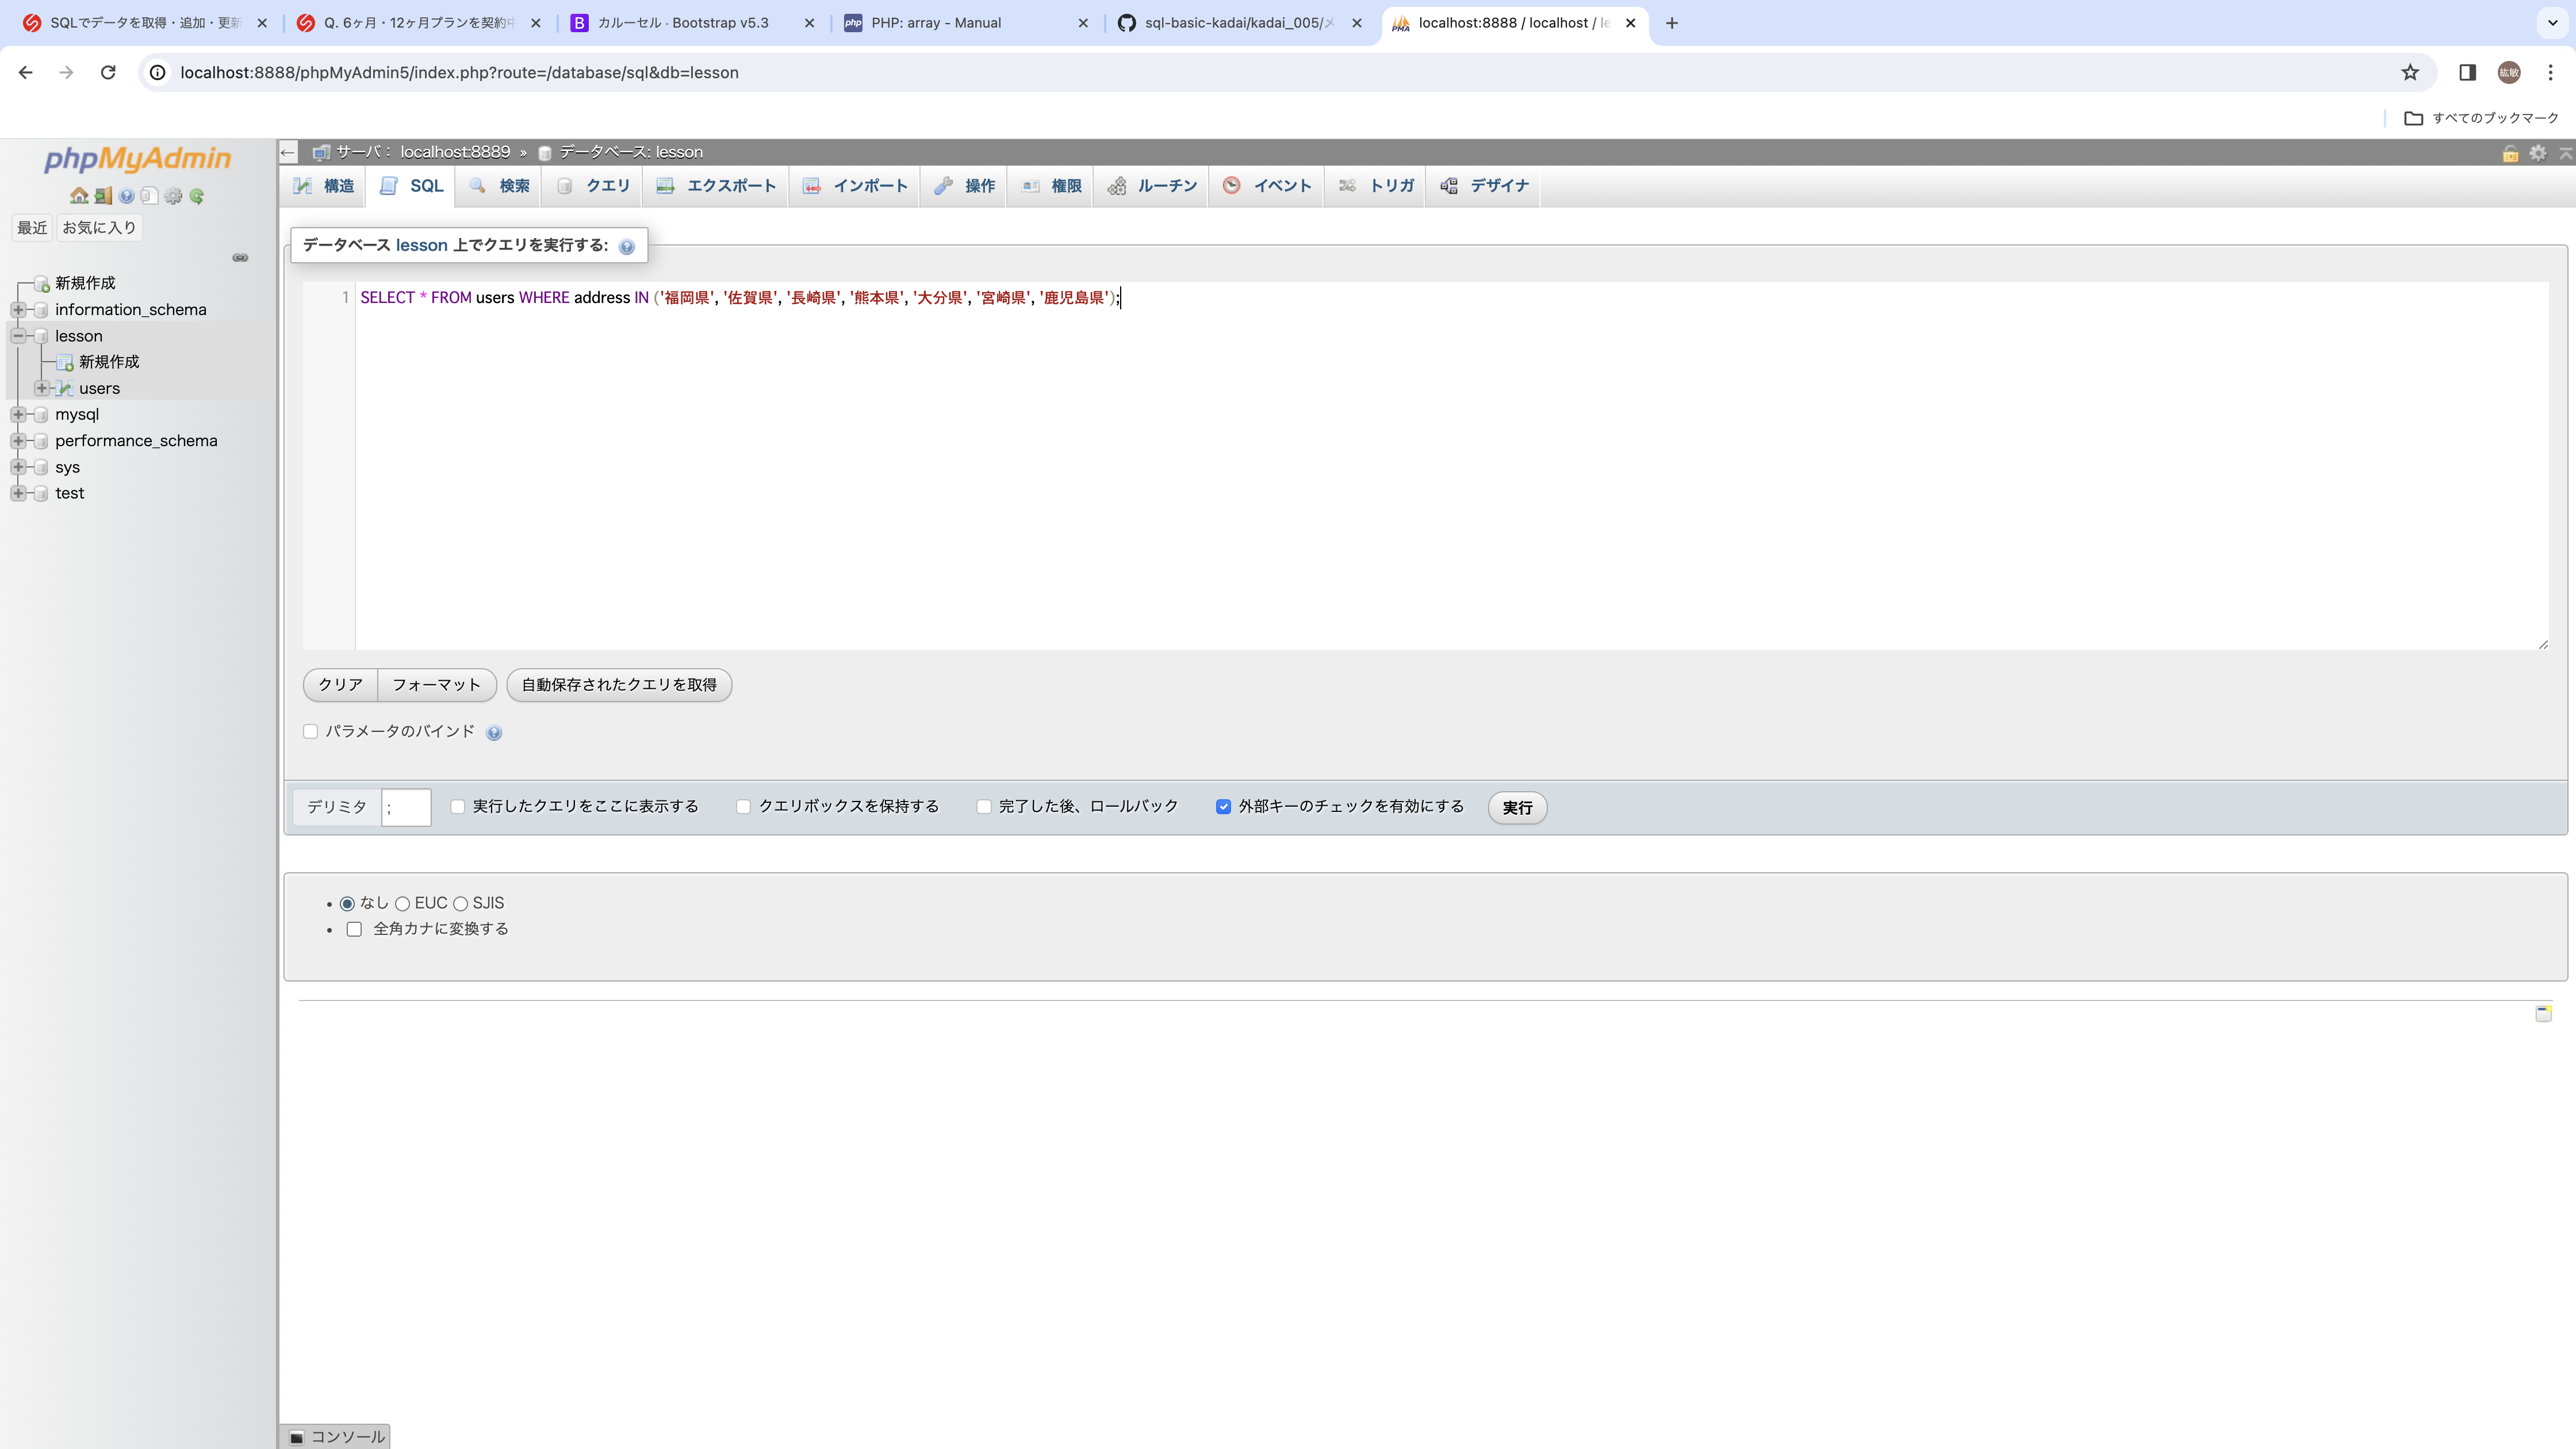 SQLでデータを取得・追加・更新
Q. 6ヶ月・12ヶ月プランを契約中
B カルーセル · Bootstrap v5.3
php PHP: array - Manual
sql-basic-kadai/kadai_005/メ
PMA localhost:8888 / localhost / le
localhost:8888/phpMyAdmin5/index.php?route=/database/sql&db=lesson
紘敏
すべてのブックマーク
phpMyAdmin
最近 お気に入り
新規作成
information_schema
lesson
新規作成
users
mysql
performance_schema
sys
test
← サーバ： localhost:8889 » データベース: lesson
構造 SQL 検索 クエリ エクスポート インポート 操作 権限 ルーチン イベント トリガ デザイナ
データベース lesson 上でクエリを実行する:
1 SELECT * FROM users WHERE address IN ('福岡県', '佐賀県', '長崎県', '熊本県', '大分県', '宮崎県', '鹿児島県');
クリア フォーマット 自動保存されたクエリを取得
パラメータのバインド
デリミタ ; 実行したクエリをここに表示する クエリボックスを保持する 完了した後、ロールバック 外部キーのチェックを有効にする 実行
なし EUC SJIS
全角カナに変換する
コンソール